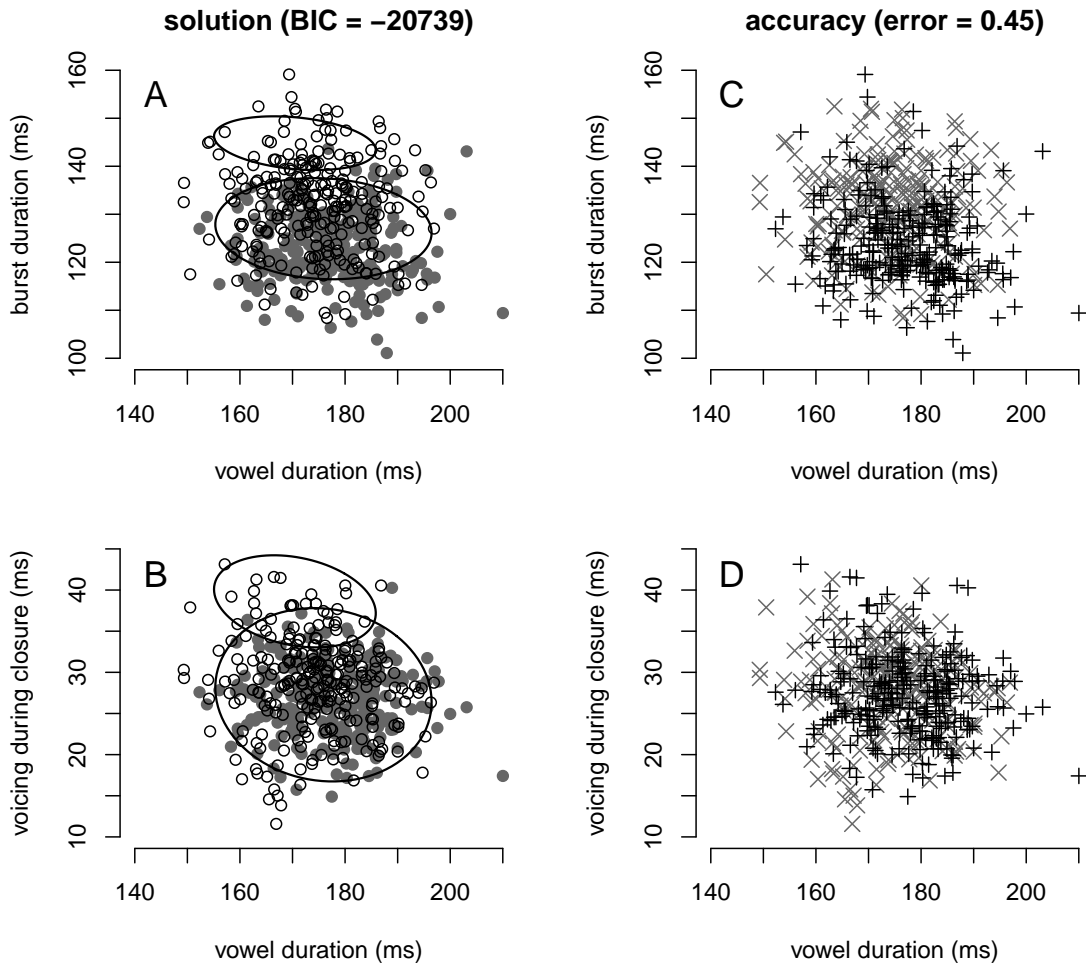 solution (BIC = −20739)
accuracy (error = 0.45)
A
burst duration (ms)
160
140
120
100
140 160 180 200
vowel duration (ms)
C
burst duration (ms)
160
140
120
100
140 160 180 200
vowel duration (ms)
B
voicing during closure (ms)
40
30
20
10
140 160 180 200
vowel duration (ms)
D
voicing during closure (ms)
40
30
20
10
140 160 180 200
vowel duration (ms)